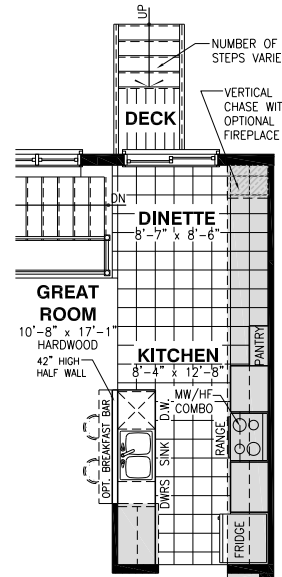 UP
NUMBER OF
STEPS VARIE
VERTICAL
CHASE WIT
OPTIONAL
FIREPLACE
DECK
DN
DINETTE
8'-7" x 8'-6"
GREAT
ROOM
10'-8" x 17'-1"
HARDWOOD
42" HIGH
HALF WALL
KITCHEN
8'-4" x 12'-8"
PANTRY
MW/HF
COMBO
RANGE
D.W.
SINK
DWRS
OPT. BREAKFAST BAR
FRIDGE